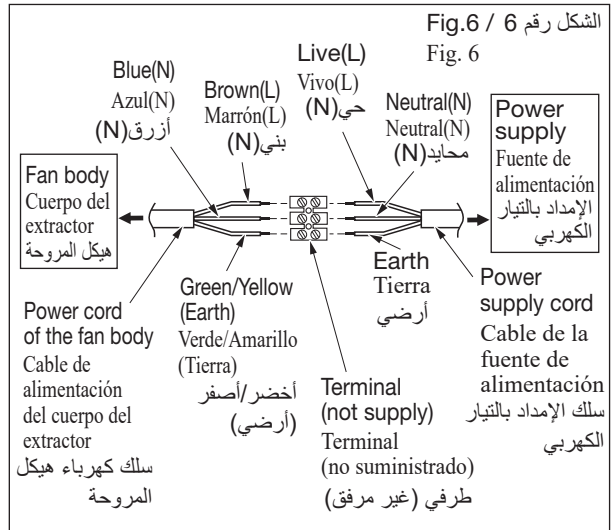 Fig.6 / الشكل رقم 6
Fig. 6
Blue(N)
Azul(N)
أزرق(N)
Brown(L)
Marrón(L)
بني(N)
Live(L)
Vivo(L)
حي(N)
Neutral(N)
Neutral(N)
محايد(N)
Power
supply
Fuente de
alimentación
الإمداد بالتيار
الكهربي
Fan body
Cuerpo del
extractor
هيكل المروحة
Power cord
of the fan body
Cable de
alimentación
del cuerpo del
extractor
سلك كهرباء هيكل
المروحة
Green/Yellow
(Earth)
Verde/Amarillo
(Tierra)
أخضر/أصفر
(أرضي)
Terminal
(not supply)
Terminal
(no suministrado)
طرفي (غير مرفق)
Earth
Tierra
أرضي
Power
supply cord
Cable de la
fuente de
alimentación
سلك الإمداد بالتيار
الكهربي